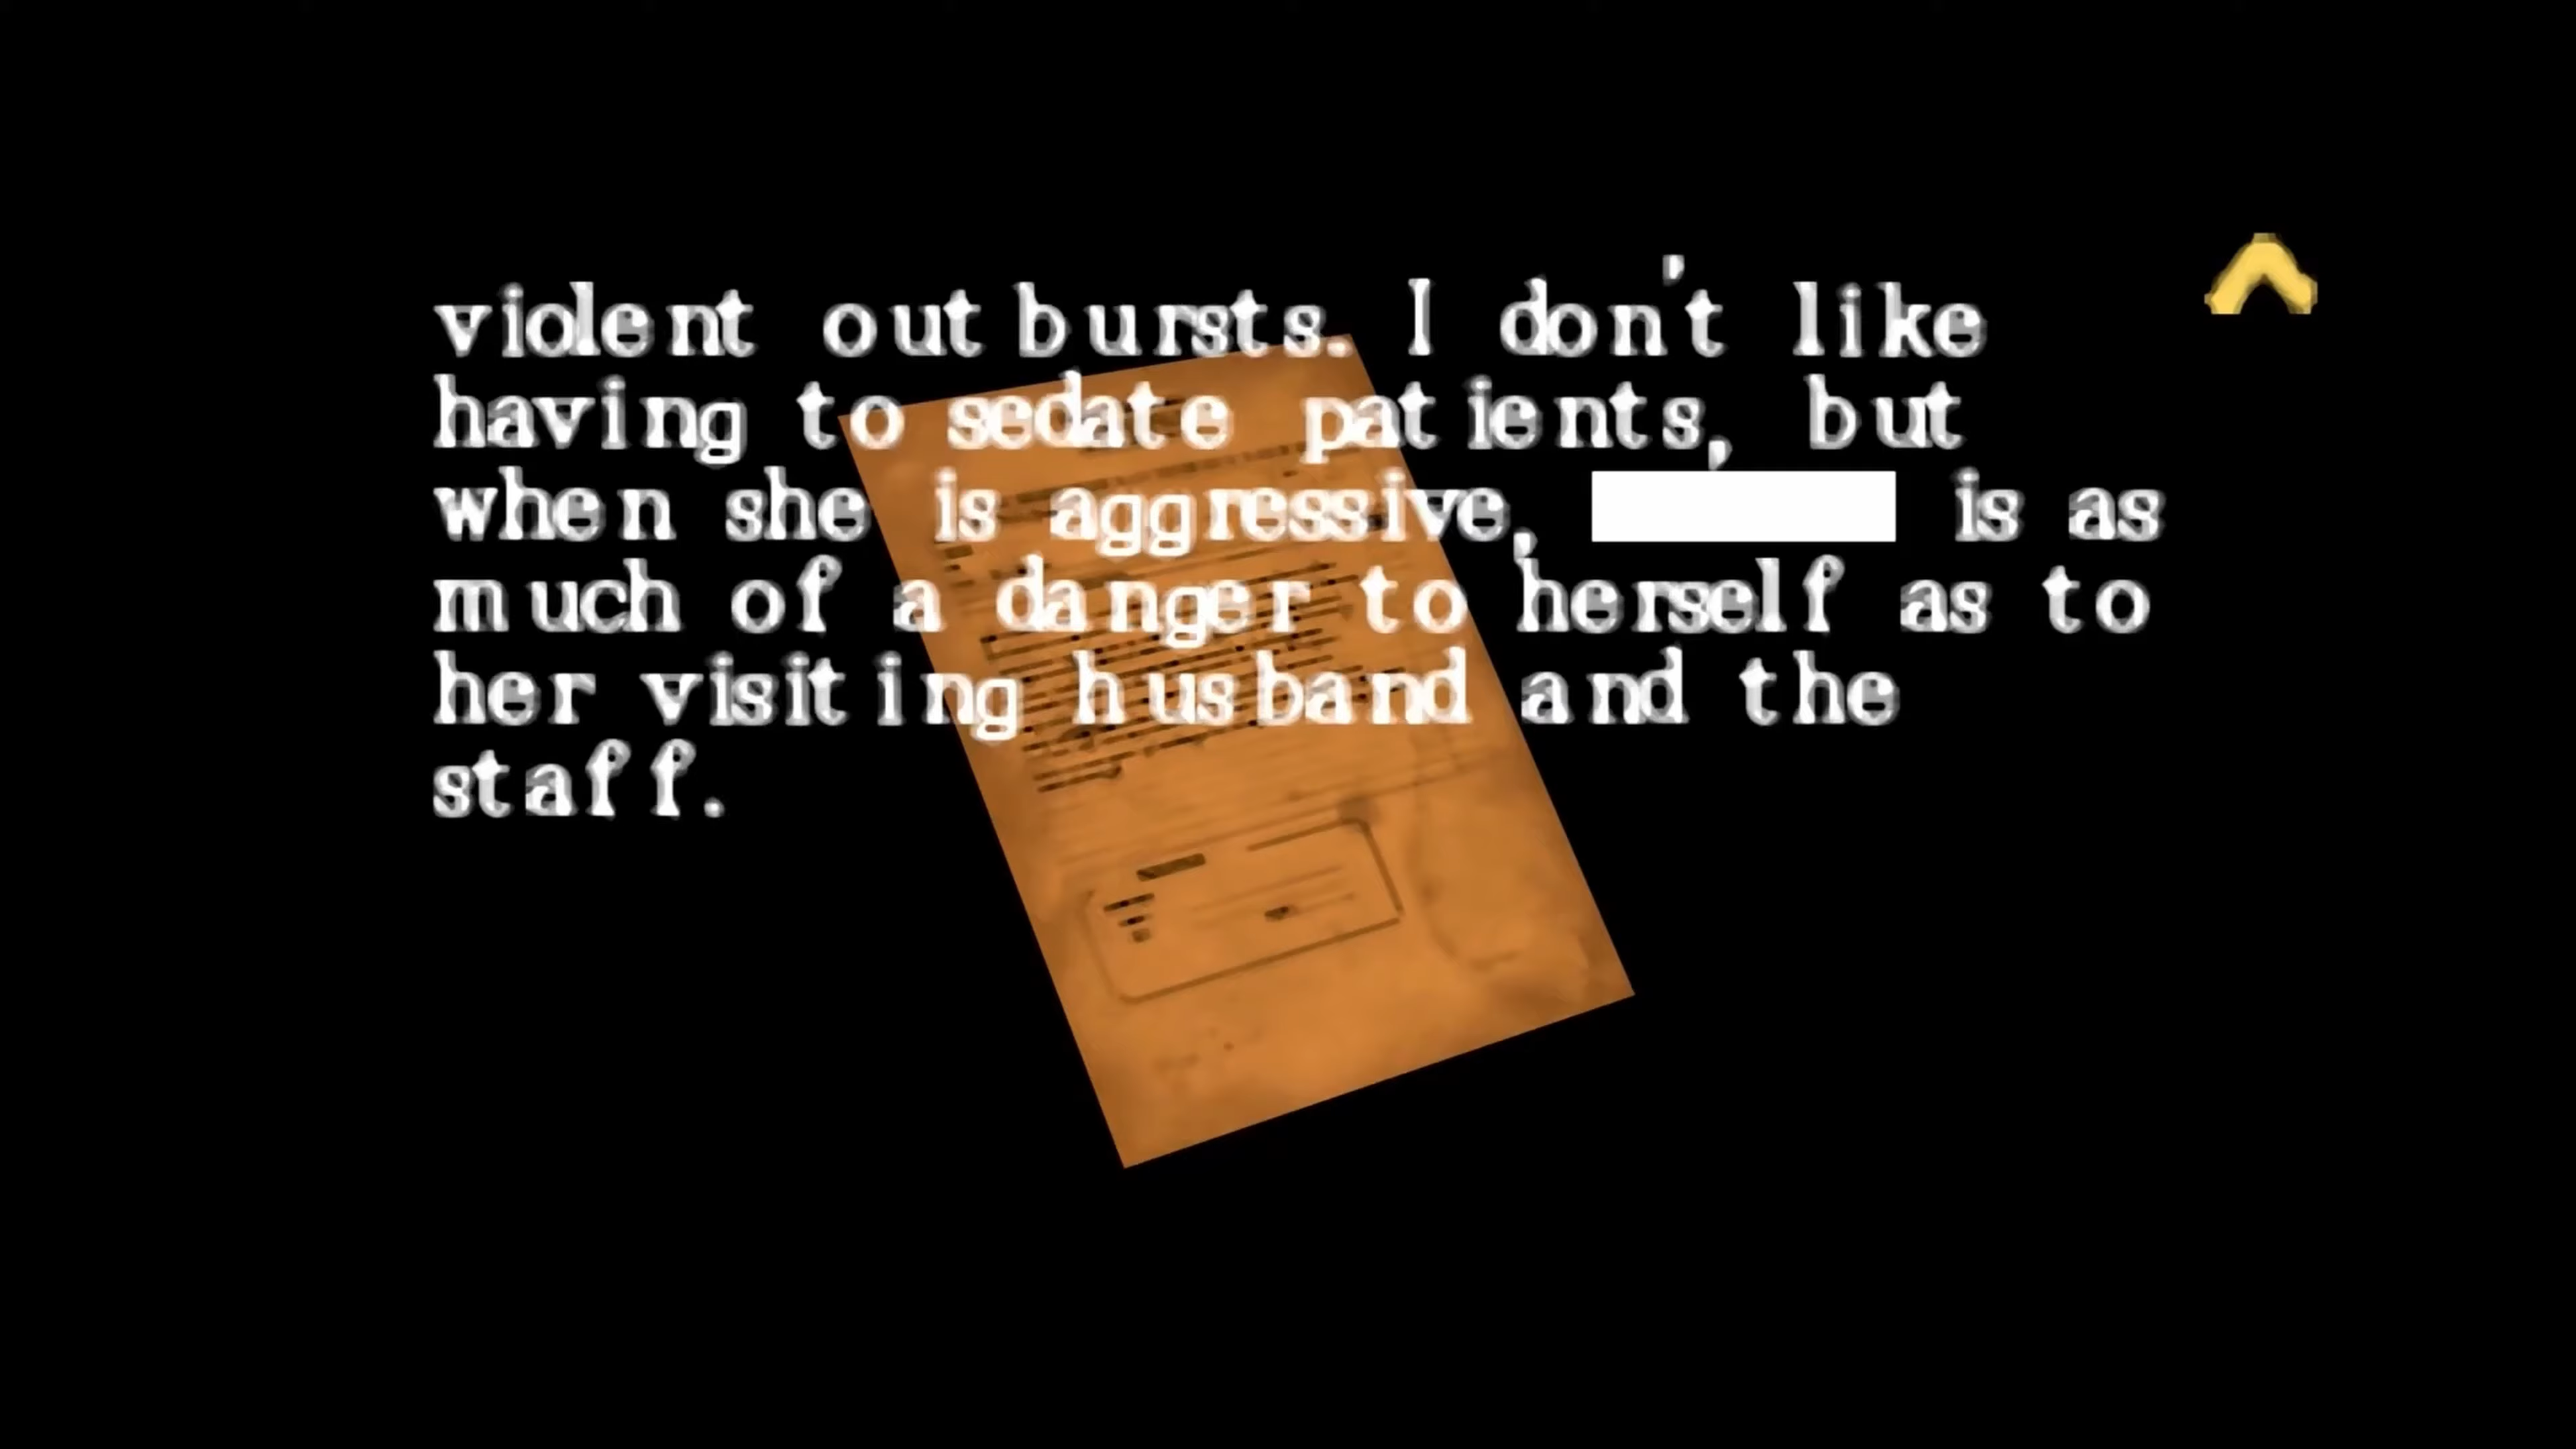 violent outbursts. I don't like
having to sedate patients, but
when she is aggressive, is as
much of a danger to herself as to
her visiting husband and the
staff.